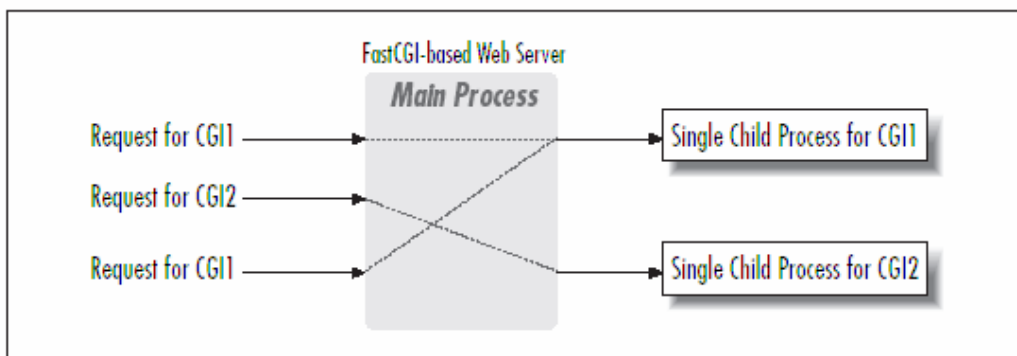 FastCGI-based Web Server
Main Process
Request for CGI1
Single Child Process for CGI1
Request for CGI2
Request for CGI1
Single Child Process for CGI2